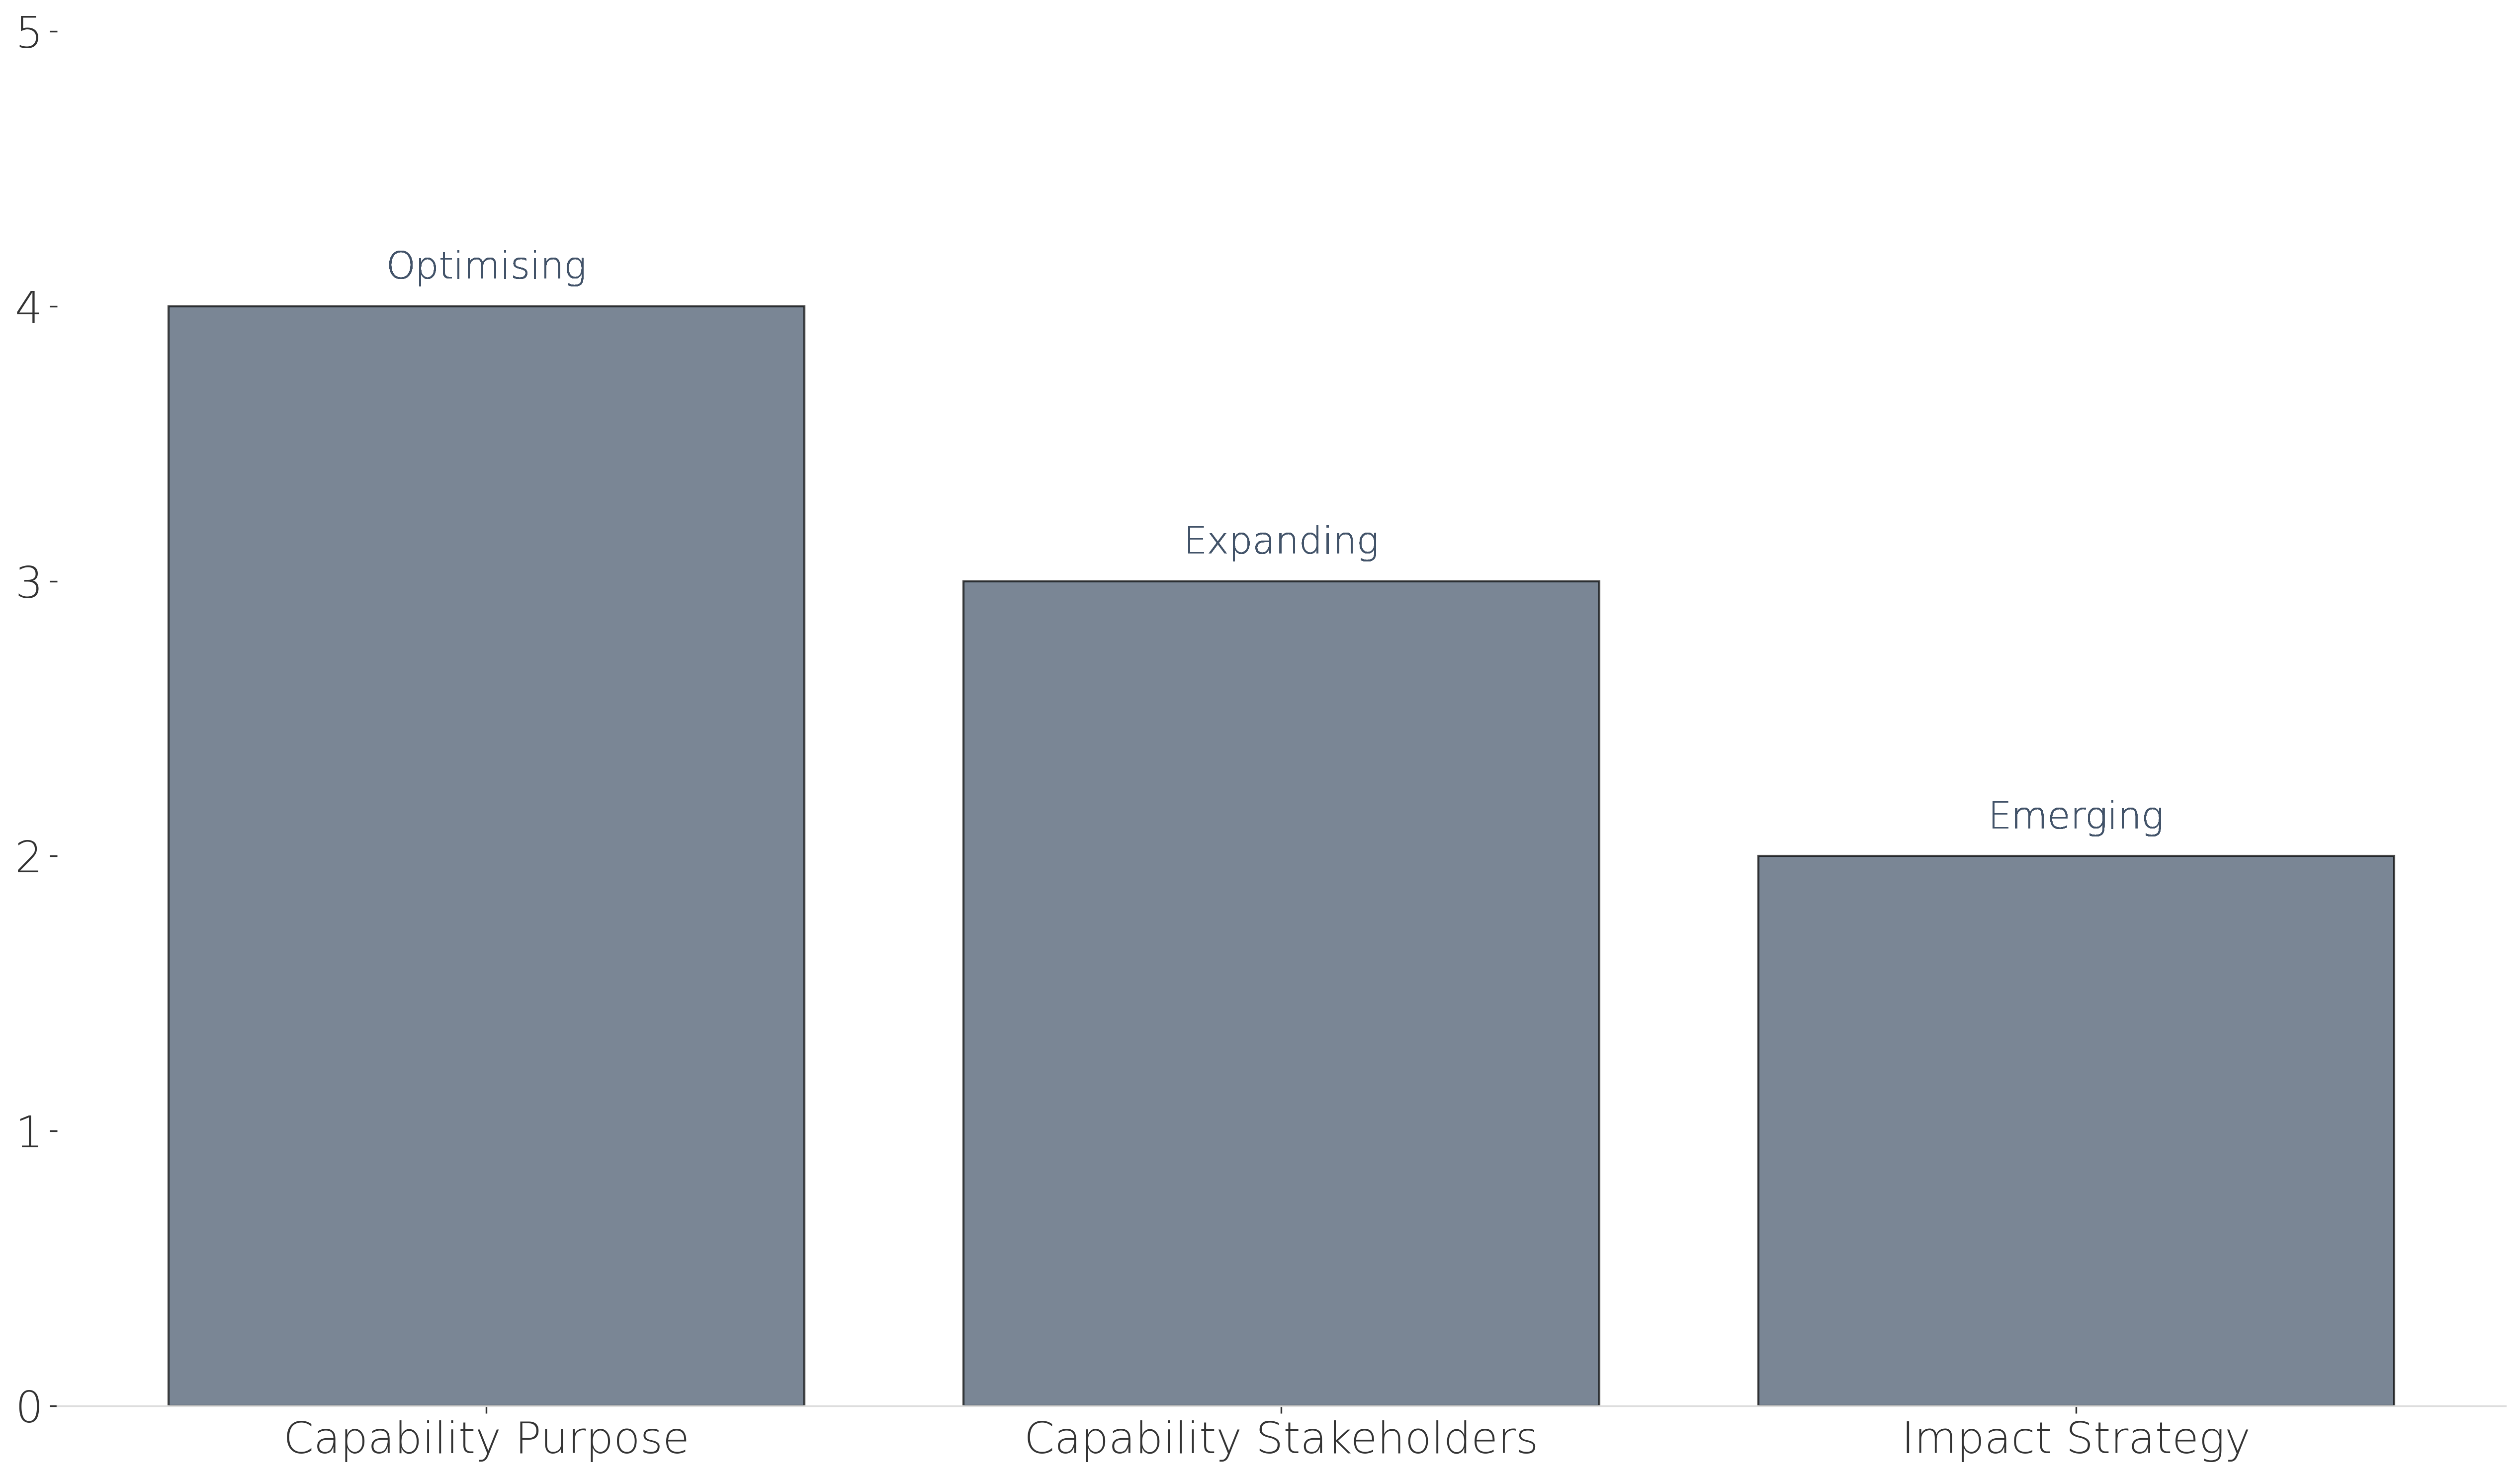 5
4
3
2
1
0
Optimising
Expanding
Emerging
Capability Purpose
Capability Stakeholders
Impact Strategy